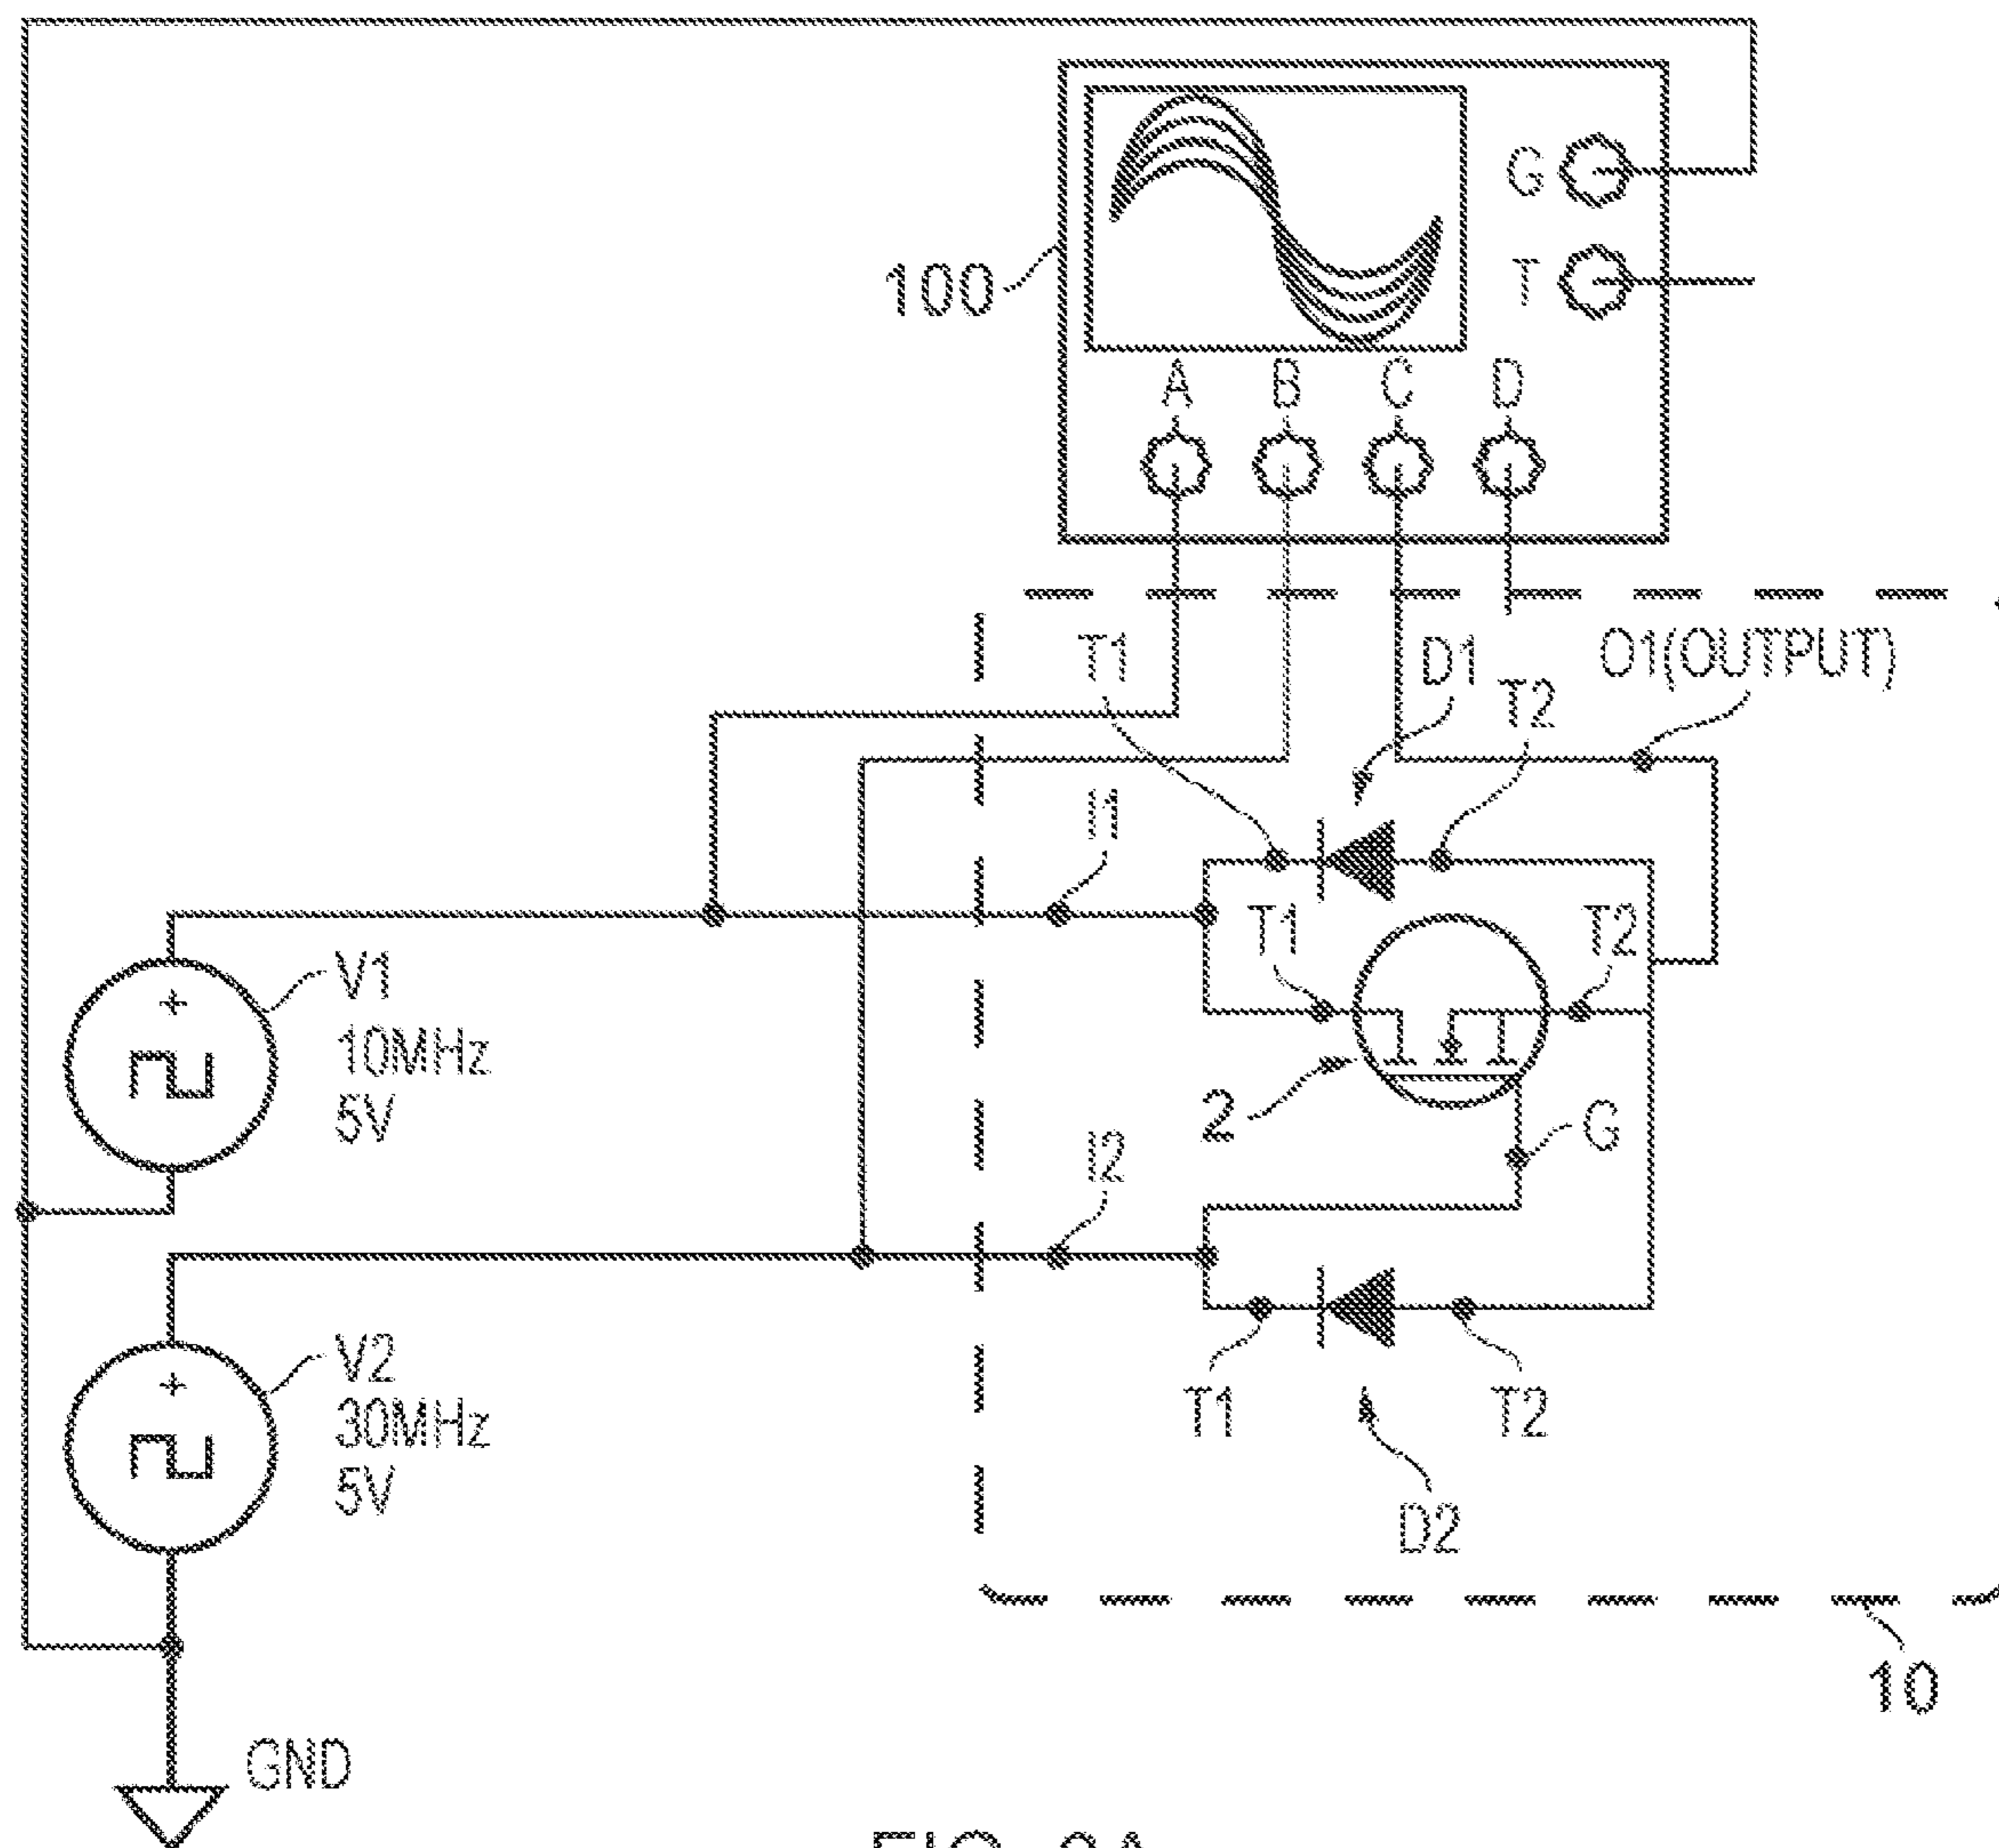 G
T
100
A B C D
T1
D1
O1(OUTPUT)
T2
I1
T1
T2
V1
10MHz
5V
+
2
G
I2
V2
30MHz
5V
+
T1
T2
D2
10
GND